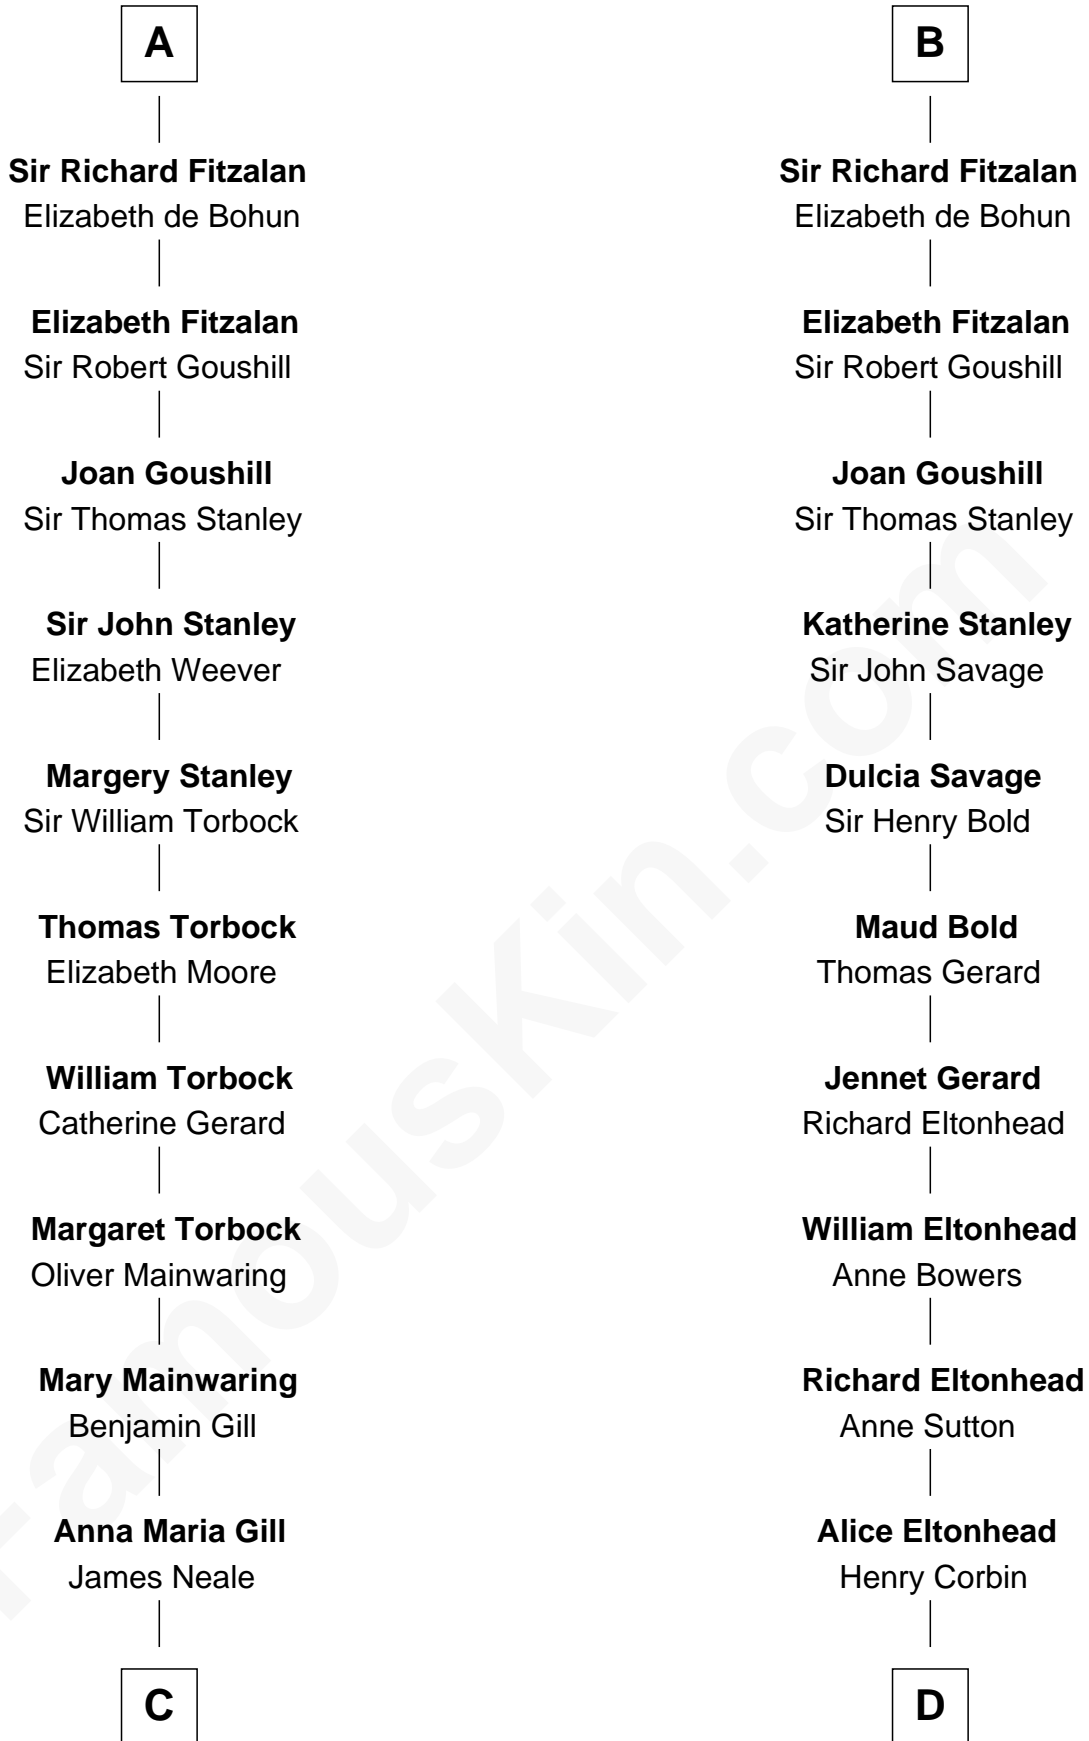 A
Sir Richard Fitzalan
Elizabeth de Bohun
Elizabeth Fitzalan
Sir Robert Goushill
Joan Goushill
Sir Thomas Stanley
Sir John Stanley
Elizabeth Weever
Margery Stanley
Sir William Torbock
Thomas Torbock
Elizabeth Moore
William Torbock
Catherine Gerard
Margaret Torbock
Oliver Mainwaring
Mary Mainwaring
Benjamin Gill
Anna Maria Gill
James Neale
C
B
Sir Richard Fitzalan
Elizabeth de Bohun
Elizabeth Fitzalan
Sir Robert Goushill
Joan Goushill
Sir Thomas Stanley
Katherine Stanley
Sir John Savage
Dulcia Savage
Sir Henry Bold
Maud Bold
Thomas Gerard
Jennet Gerard
Richard Eltonhead
William Eltonhead
Anne Bowers
Richard Eltonhead
Anne Sutton
Alice Eltonhead
Henry Corbin
D
FamousKin.com